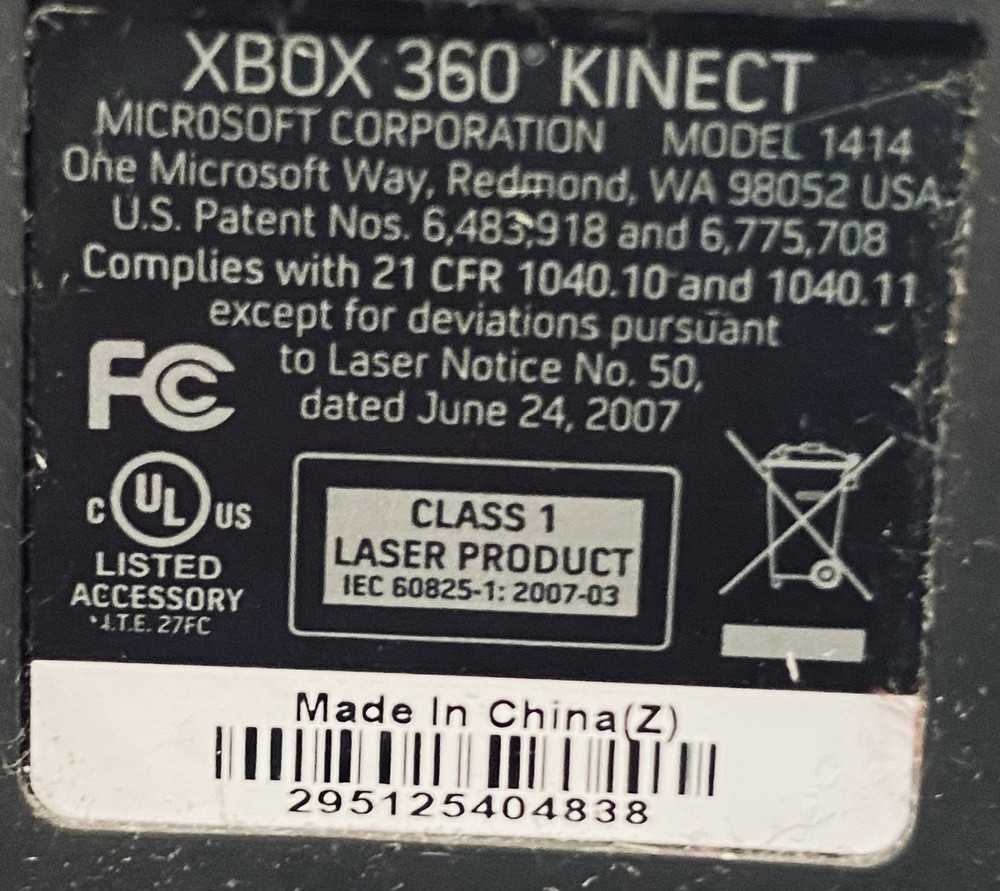 XBOX 360 KINECT
MICROSOFT CORPORATION MODEL 1414
One Microsoft Way, Redmond, WA 98052 USA
U.S. Patent Nos. 6,483,918 and 6,775,708
Complies with 21 CFR 1040.10 and 1040.11
except for deviations pursuant
to Laser Notice No. 50,
dated June 24, 2007
FC
C UL US
LISTED
ACCESSORY
I.T.E. 27FC
CLASS 1
LASER PRODUCT
IEC 60825-1: 2007-03
Made In China(Z)
295125404838